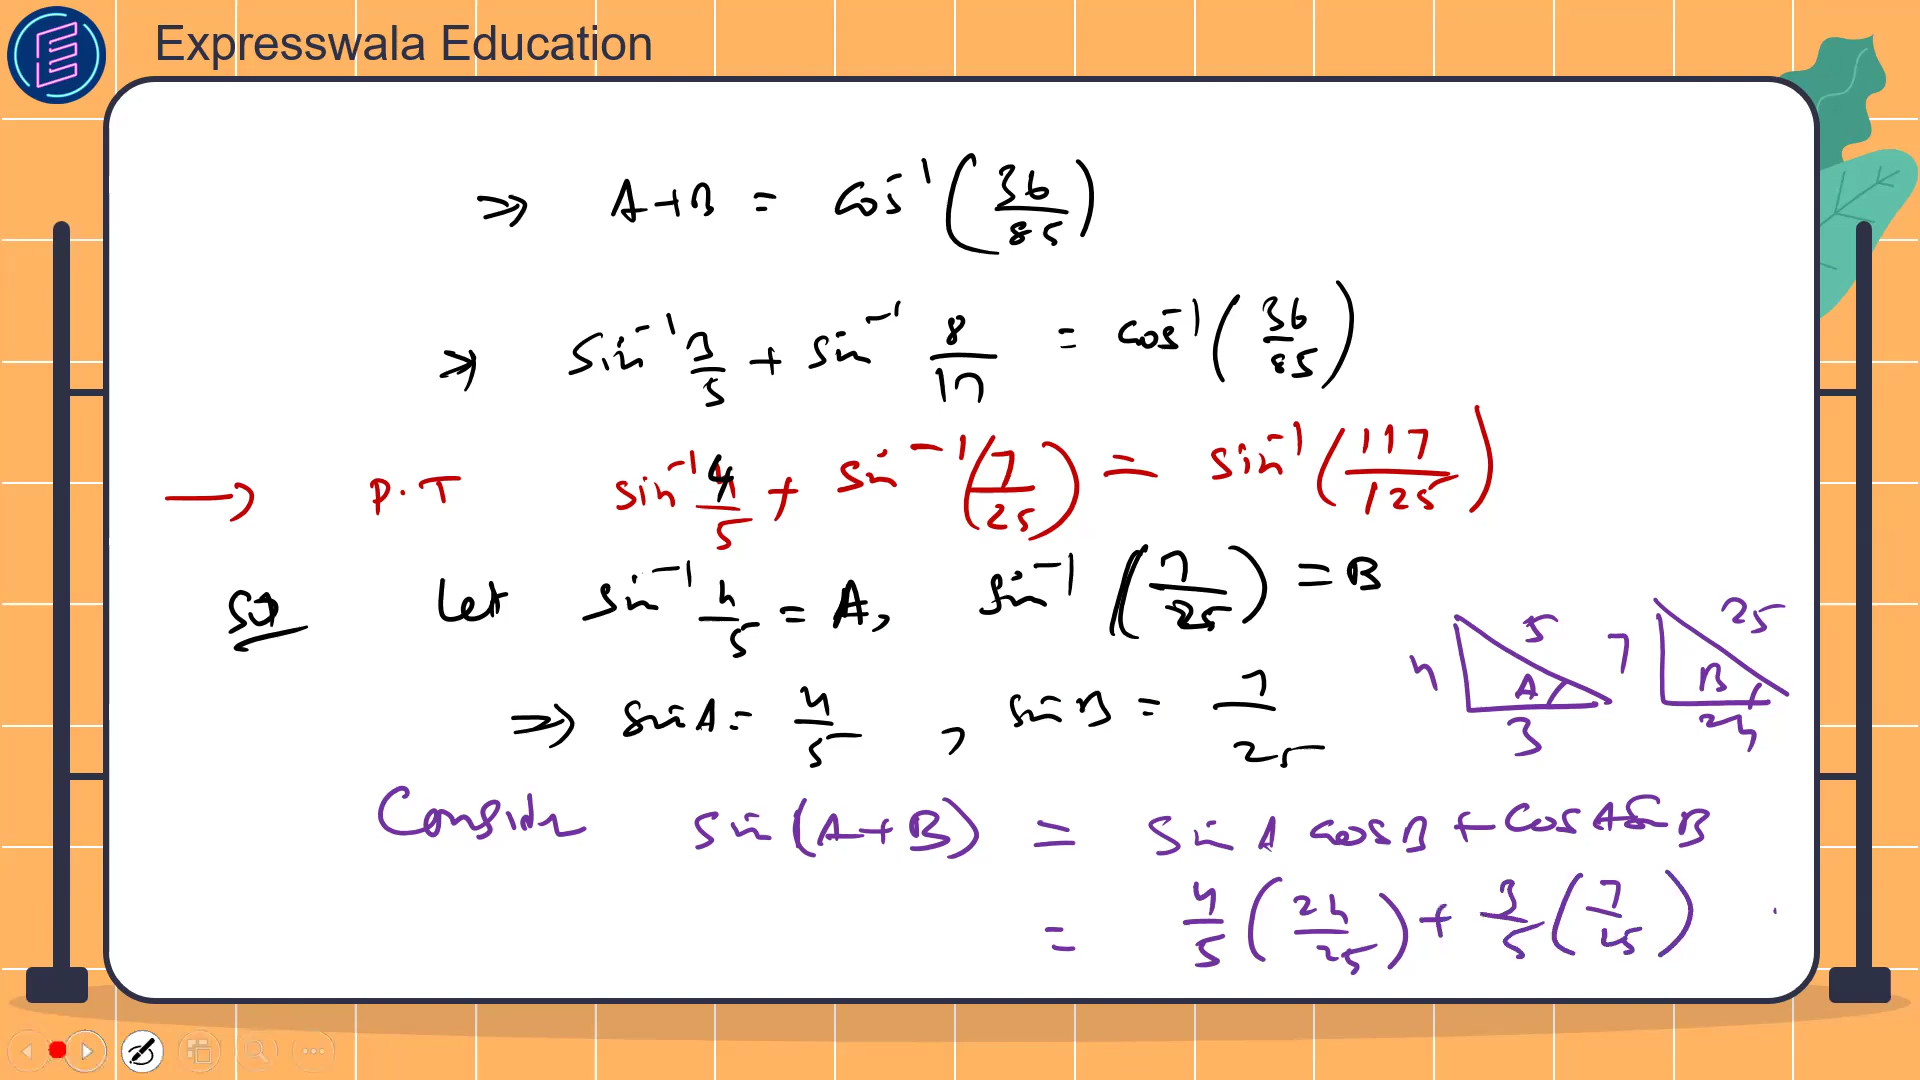 Expresswala Education
⇒ A+B = cos⁻¹(36/85)
⇒ sin⁻¹ 3/5 + sin⁻¹ 8/17 = cos⁻¹(36/85)
→ P.T sin⁻¹ 4/5 + sin⁻¹(7/25) = sin⁻¹(117/125)
Sol Let sin⁻¹ 4/5 = A, sin⁻¹(7/25) = B
⇒ sinA = 4/5 , sinB = 7/25
4 5 A 3
7 25 B 24
Consider sin(A+B) = sinA cosB + cosA sinB
= 4/5 (24/25) + 3/5 (7/25)